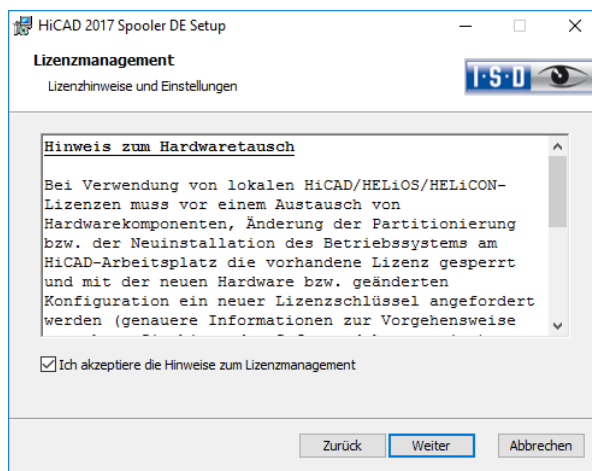 HiCAD 2017 Spooler DE Setup
Lizenzmanagement
Lizenzhinweise und Einstellungen
I·S·D
Hinweis zum Hardwaretausch
Bei Verwendung von lokalen HiCAD/HELiOS/HELiCON-
Lizenzen muss vor einem Austausch von
Hardwarekomponenten, Änderung der Partitionierung
bzw. der Neuinstallation des Betriebssystems am
HiCAD-Arbeitsplatz die vorhandene Lizenz gesperrt
und mit der neuen Hardware bzw. geänderten
Konfiguration ein neuer Lizenzschlüssel angefordert
werden (genauere Informationen zur Vorgehensweise
Ich akzeptiere die Hinweise zum Lizenzmanagement
Zurück
Weiter
Abbrechen